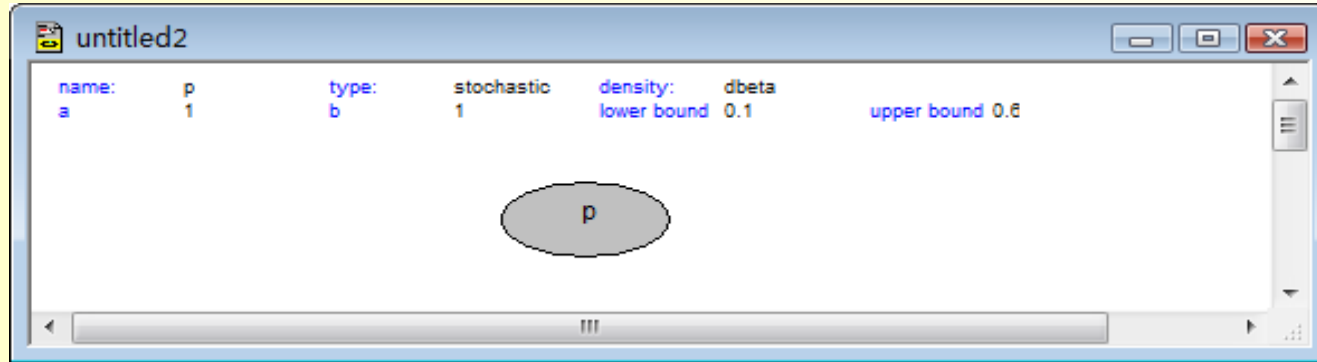 untitled2
name: p type: stochastic density: dbeta
a 1 b 1 lower bound 0.1 upper bound 0.6
p